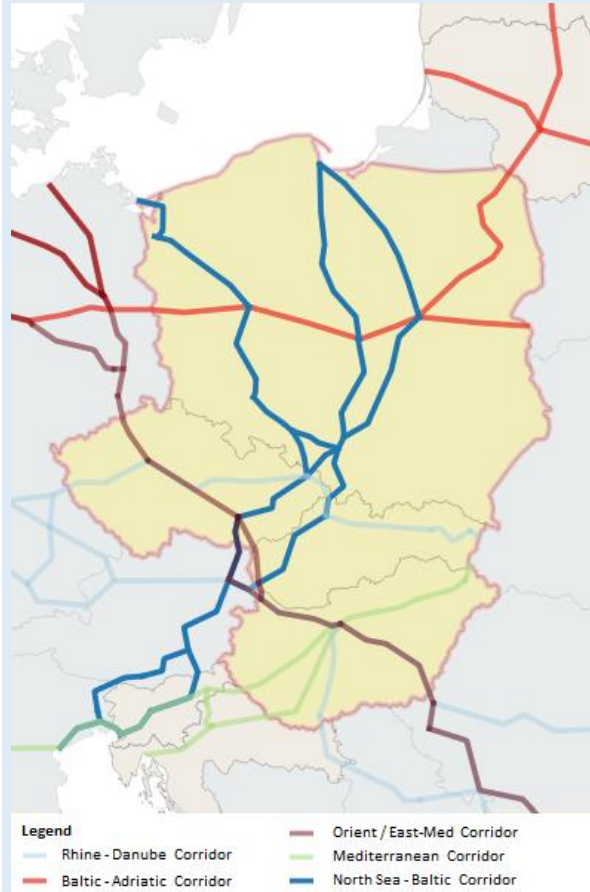 Legend
Rhine - Danube Corridor
Baltic - Adriatic Corridor
Orient / East-Med Corridor
Mediterranean Corridor
North Sea - Baltic Corridor